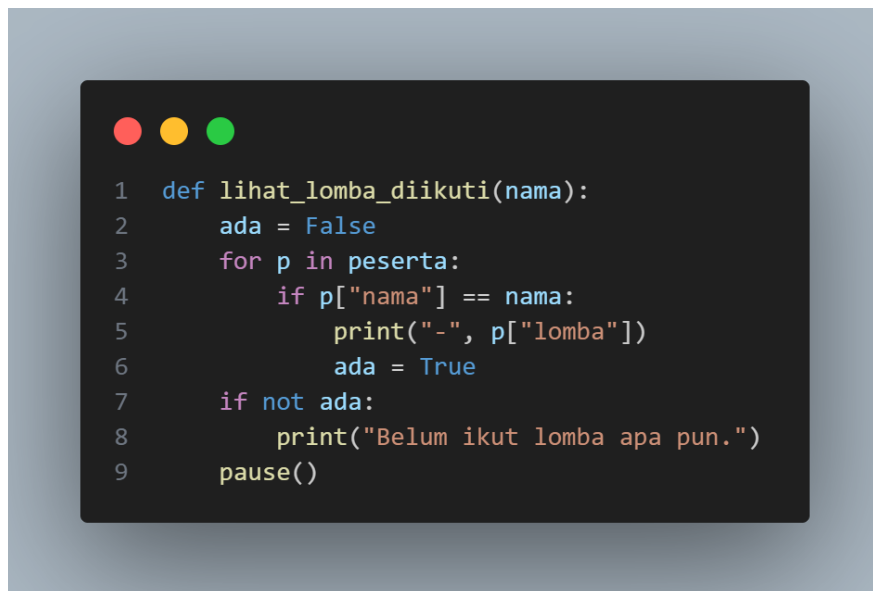 1 def lihat_lomba_diikuti(nama):
2     ada = False
3     for p in peserta:
4         if p["nama"] == nama:
5             print("-", p["lomba"])
6             ada = True
7     if not ada:
8         print("Belum ikut lomba apa pun.")
9     pause()